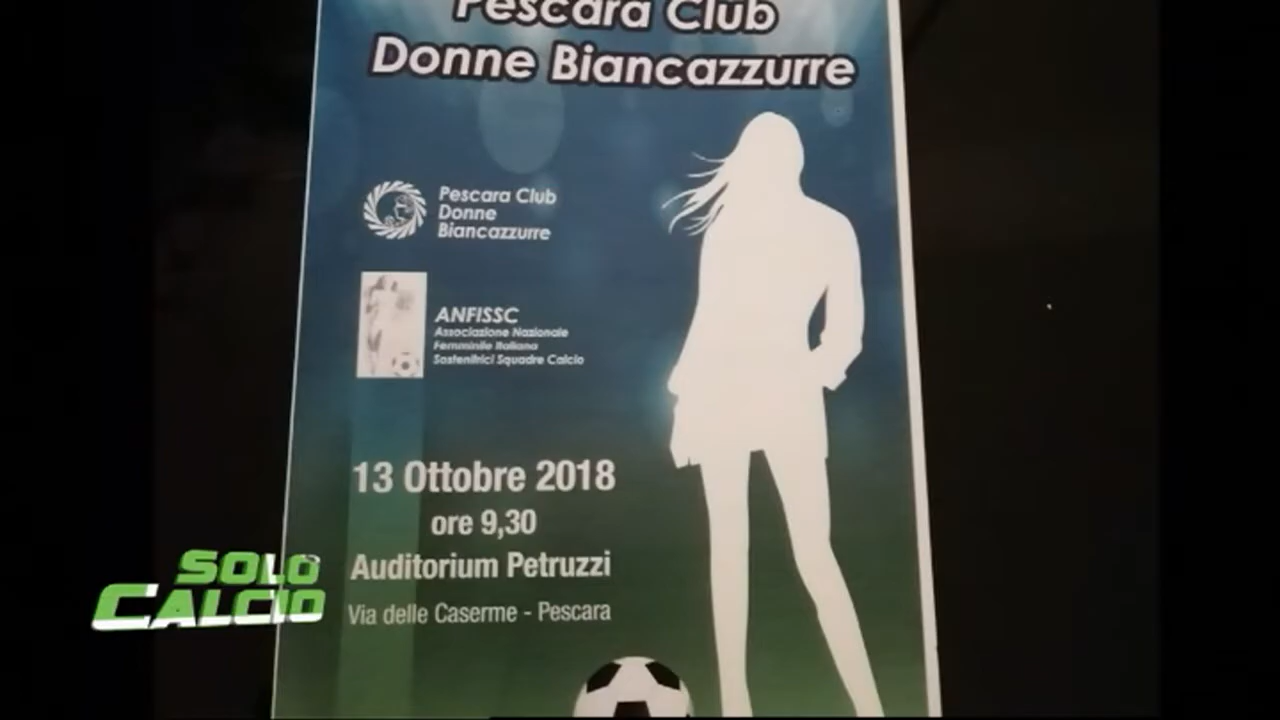 Pescara Club
Donne Biancazzurre
Pescara Club
Donne
Biancazzurre
ANFISSC
Associazione Nazionale
Femminile Italiana
Sostenitrici Squadre Calcio
13 Ottobre 2018
ore 9,30
Auditorium Petruzzi
Via delle Caserme - Pescara
SOLO
CALCIO